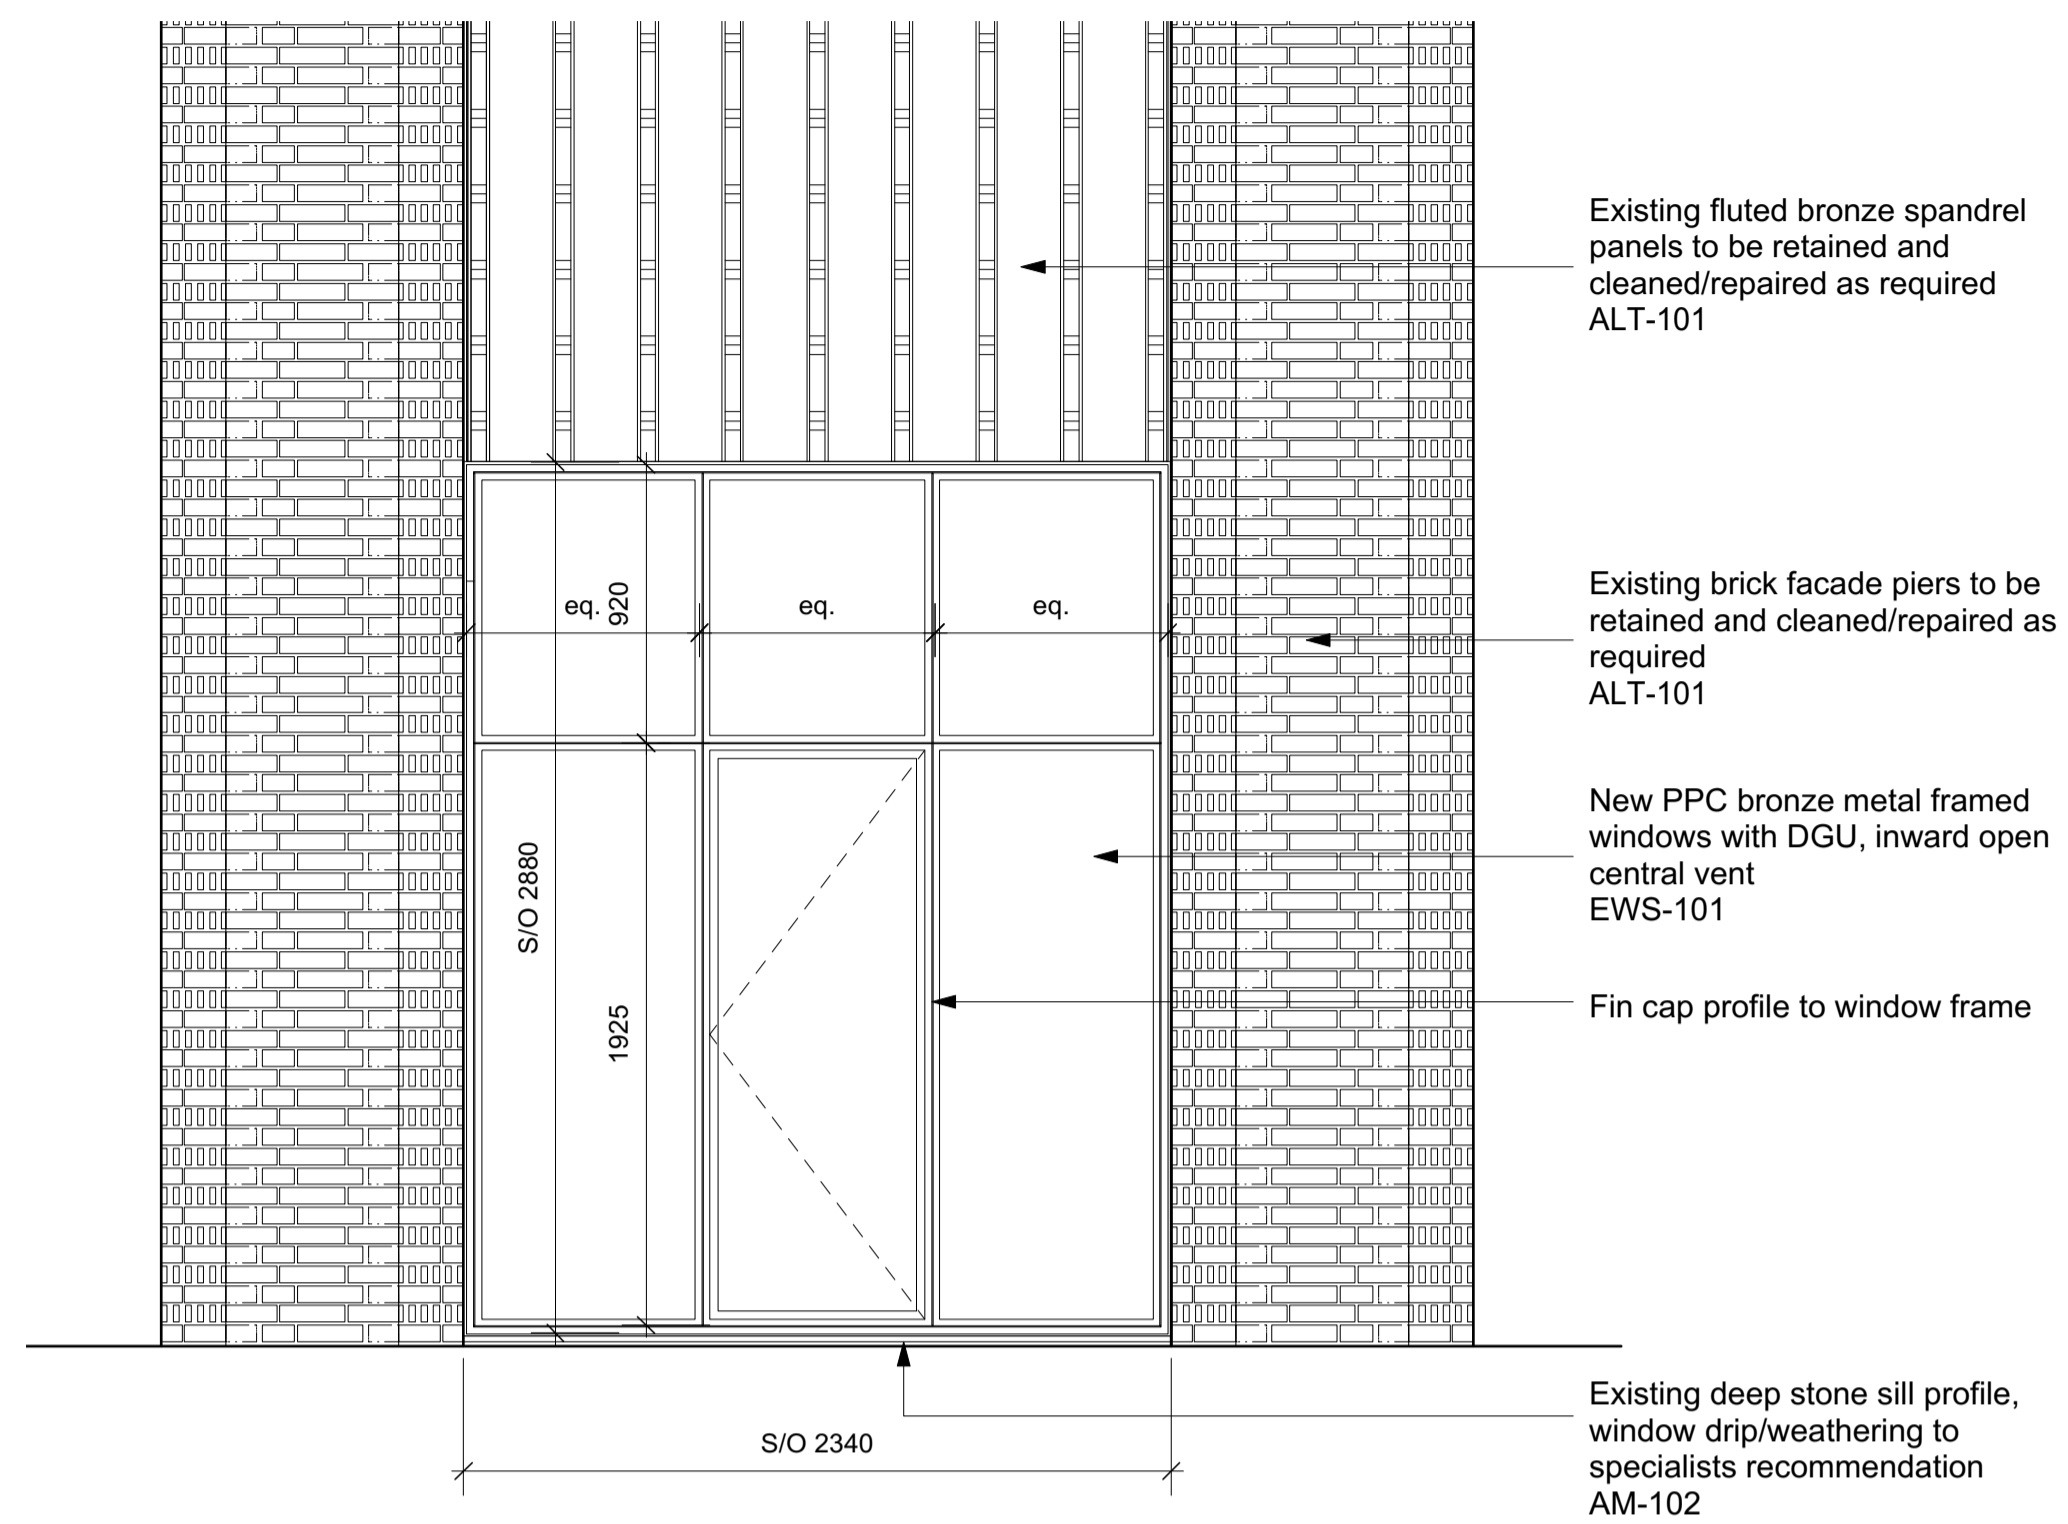 Existing fluted bronze spandrel
panels to be retained and
cleaned/repaired as required
ALT-101
Existing brick facade piers to be
retained and cleaned/repaired as
required
ALT-101
eq.
920
eq.
eq.
New PPC bronze metal framed
windows with DGU, inward open
central vent
EWS-101
S/O 2880
1925
Fin cap profile to window frame
Existing deep stone sill profile,
window drip/weathering to
specialists recommendation
AM-102
S/O 2340